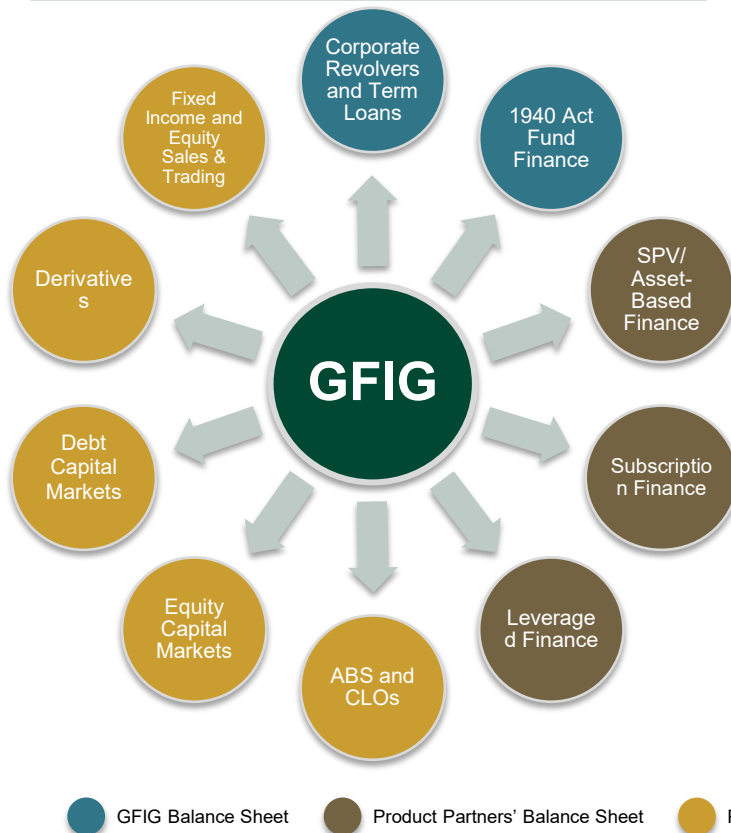 Corporate
Revolvers
and Term
Loans
1940 Act
Fund
Finance
SPV/
Asset-
Based
Finance
Subscriptio
n Finance
Leverage
d Finance
ABS and
CLOs
Equity
Capital
Markets
Debt
Capital
Markets
Derivative
s
Fixed
Income and
Equity
Sales &
Trading
GFIG
GFIG Balance Sheet
Product Partners’ Balance Sheet